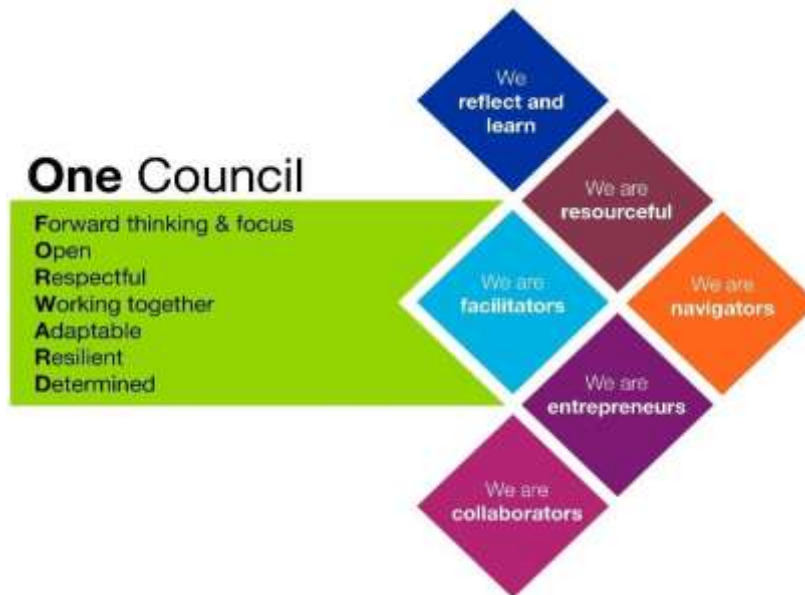 One Council
Forward thinking & focus
Open
Respectful
Working together
Adaptable
Resilient
Determined
We
reflect and
learn
We are
resourceful
We are
facilitators
We are
navigators
We are
entrepreneurs
We are
collaborators